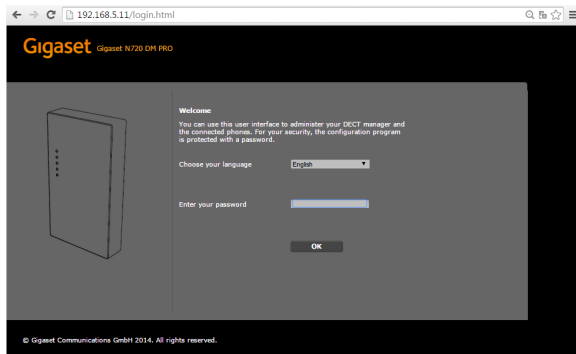 192.168.5.11/login.html
Gigaset Gigaset N720 DM PRO
Welcome
You can use this user interface to administer your DECT manager and
the connected phones. For your security, the configuration program
is protected with a password.
Choose your language English
Enter your password
OK
© Gigaset Communications GmbH 2014. All rights reserved.